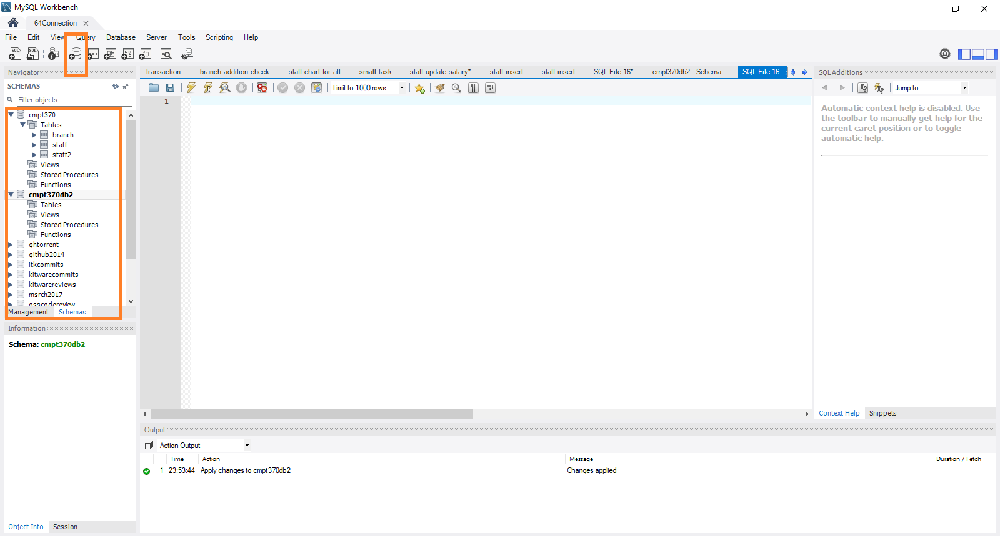 MySQL Workbench
64Connection
File Edit View Query Database Server Tools Scripting Help
SQL SQL
Navigator
SCHEMAS
Filter objects
cmpt370
Tables
branch
staff
staff2
Views
Stored Procedures
Functions
cmpt370db2
Tables
Views
Stored Procedures
Functions
ghtorrent
github2014
itkcommits
kitwarecommits
kitwarereviews
msrch2017
osscodereview
Management Schemas
Information
Schema: cmpt370db2
Object Info Session
transaction branch-addition-check staff-chart-for-all small-task staff-update-salary* staff-insert staff-insert SQL File 16* cmpt370db2 - Schema SQL File 16
Limit to 1000 rows
1
SQLAdditions
Jump to
Automatic context help is disabled. Use
the toolbar to manually get help for the
current caret position or to toggle
automatic help.
Context Help Snippets
Output
Action Output
Time Action Message Duration / Fetch
1 23:53:44 Apply changes to cmpt370db2 Changes applied